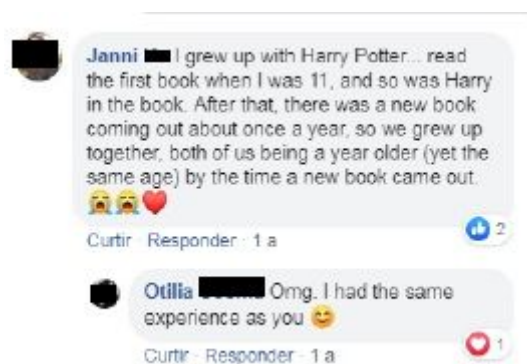 Janni I grew up with Harry Potter... read
the first book when I was 11, and so was Harry
in the book. After that, there was a new book
coming out about once a year, so we grew up
together, both of us being a year older (yet the
same age) by the time a new book came out.
😭😭❤️
Curtir · Responder · 1 a
2
Otilia Omg. I had the same
experience as you 😊
Curtir · Responder · 1 a
1